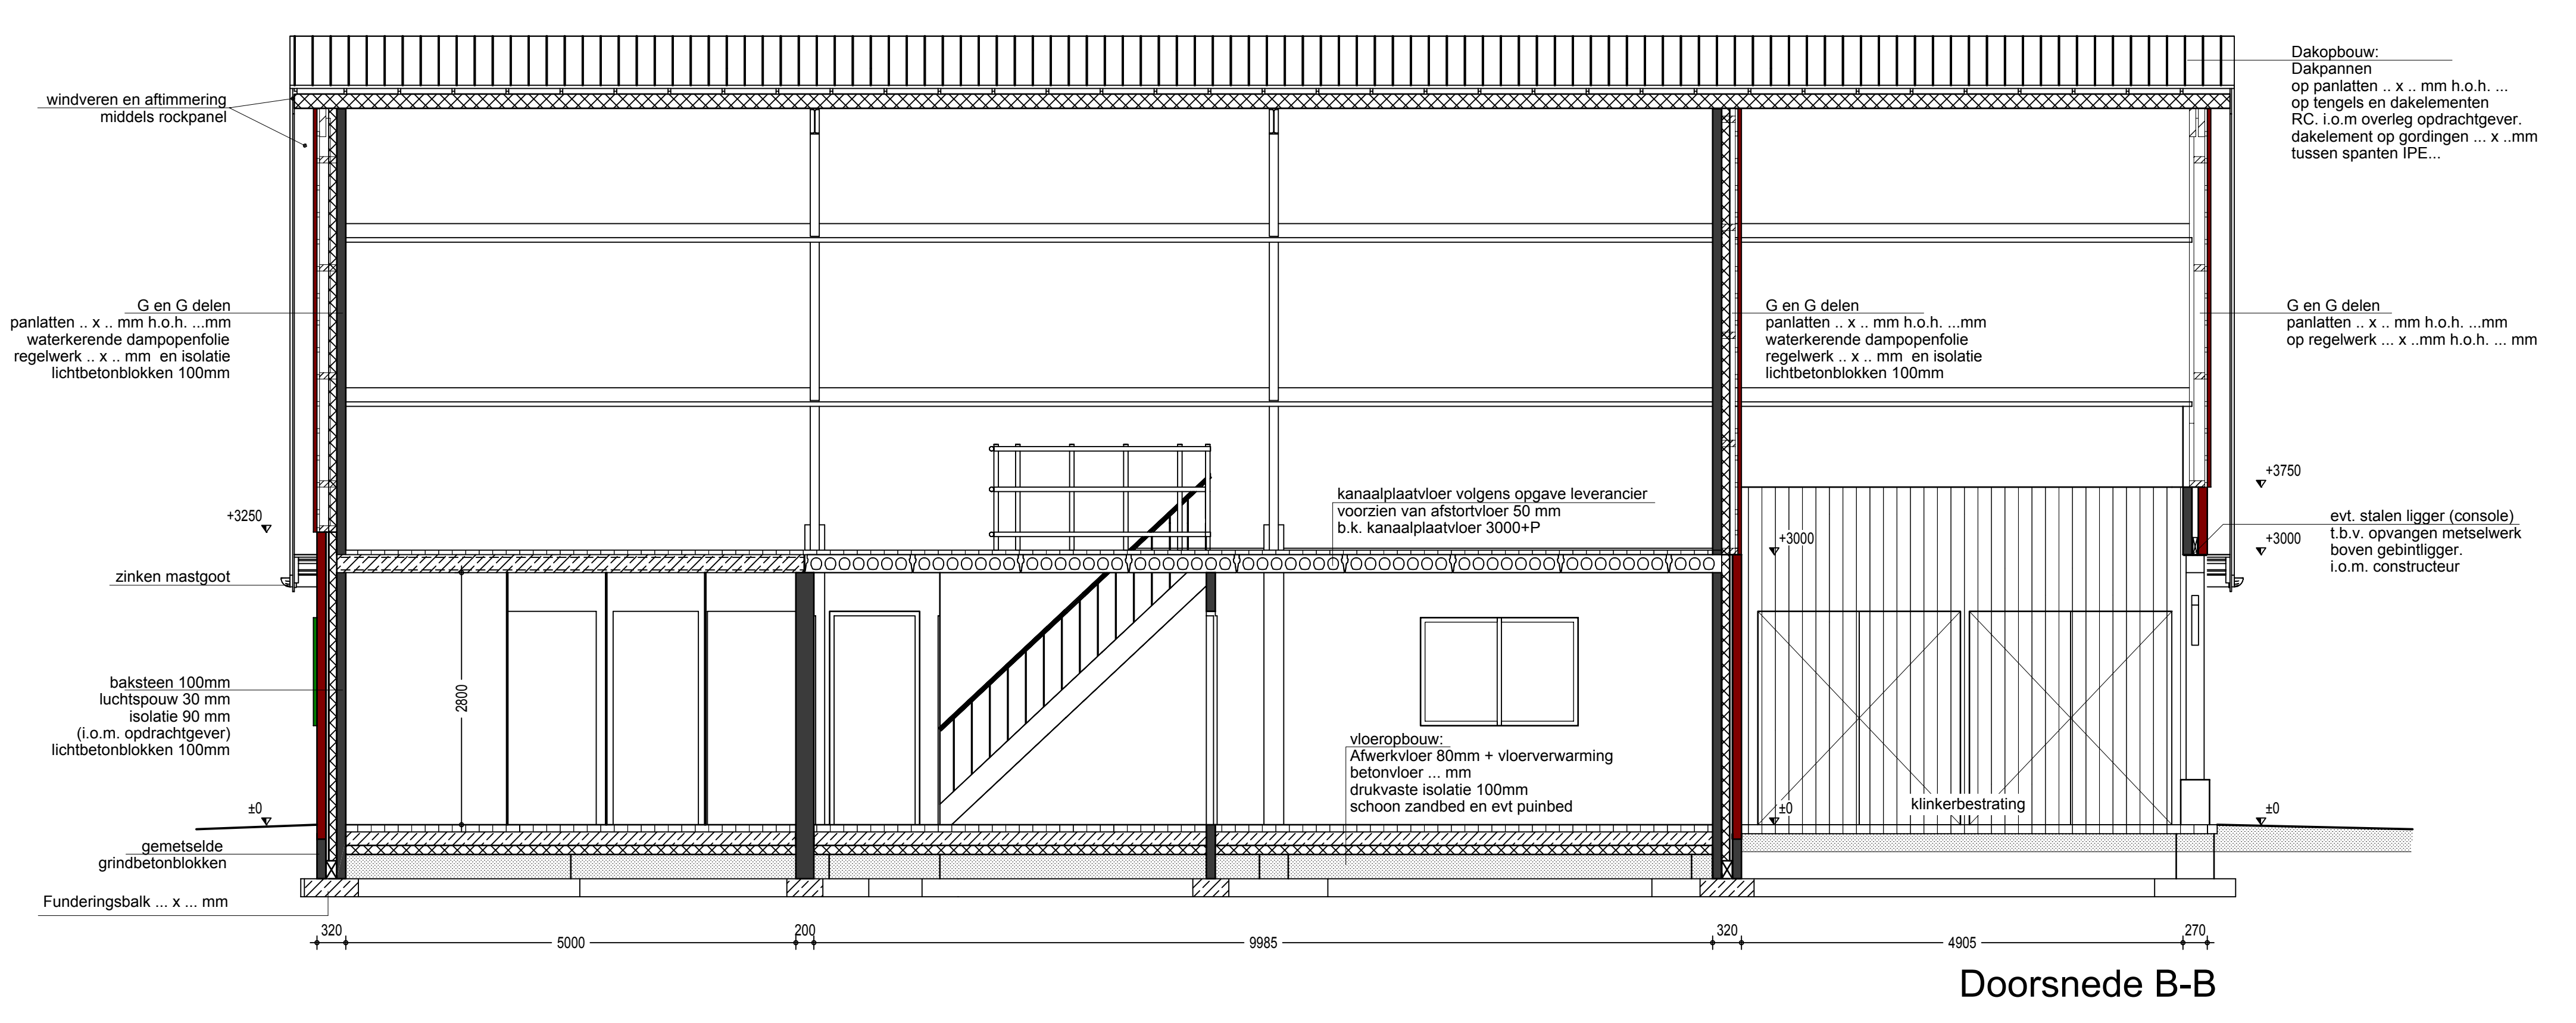 Dakopbouw:
Dakpannen
op panlatten .. x .. mm h.o.h. ...
op tengels en dakelementen
RC. i.o.m overleg opdrachtgever.
dakelement op gordingen ... x ..mm
tussen spanten IPE...
windveren en aftimmering
middels rockpanel
G en G delen
panlatten .. x .. mm h.o.h. ...mm
waterkerende dampopenfolie
regelwerk .. x .. mm en isolatie
lichtbetonblokken 100mm
G en G delen
panlatten .. x .. mm h.o.h. ...mm
waterkerende dampopenfolie
regelwerk .. x .. mm en isolatie
lichtbetonblokken 100mm
G en G delen
panlatten .. x .. mm h.o.h. ...mm
op regelwerk ... x ..mm h.o.h. ... mm
+3250
kanaalplaatvloer volgens opgave leverancier
voorzien van afstortvloer 50 mm
b.k. kanaalplaatvloer 3000+P
+3000
+3750
+3000
evt. stalen ligger (console)
t.b.v. opvangen metselwerk
boven gebintligger.
i.o.m. constructeur
zinken mastgoot
2800
baksteen 100mm
luchtspouw 30 mm
isolatie 90 mm
(i.o.m. opdrachtgever)
lichtbetonblokken 100mm
vloeropbouw:
Afwerkvloer 80mm + vloerverwarming
betonvloer ... mm
drukvaste isolatie 100mm
schoon zandbed en evt puinbed
±0
±0
klinkerbestrating
±0
gemetselde
grindbetonblokken
Funderingsbalk ... x ... mm
320
5000
200
9985
320
4905
270
Doorsnede B-B